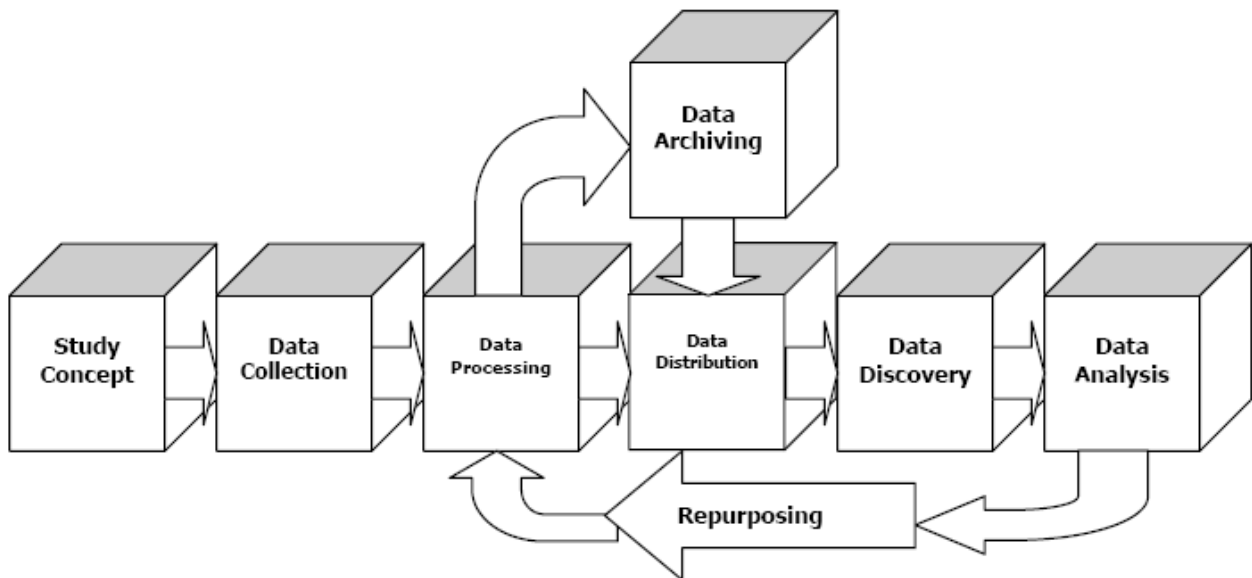 Data
Archiving
Study
Concept
Data
Collection
Data
Processing
Data
Distribution
Data
Discovery
Data
Analysis
Repurposing